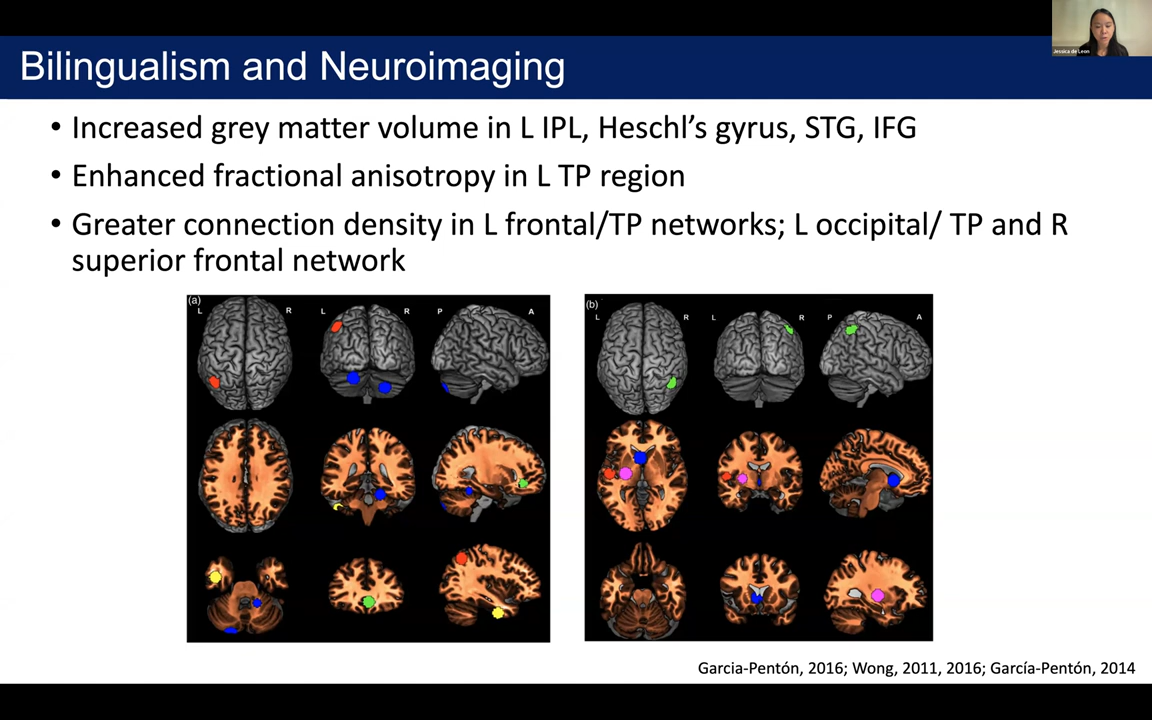 Bilingualism and Neuroimaging
Jessica de Leon
• Increased grey matter volume in L IPL, Heschl’s gyrus, STG, IFG
• Enhanced fractional anisotropy in L TP region
• Greater connection density in L frontal/TP networks; L occipital/ TP and R
superior frontal network
(a)
L R L R P A
(b)
L R L R P A
Garcia-Pentón, 2016; Wong, 2011, 2016; García-Pentón, 2014